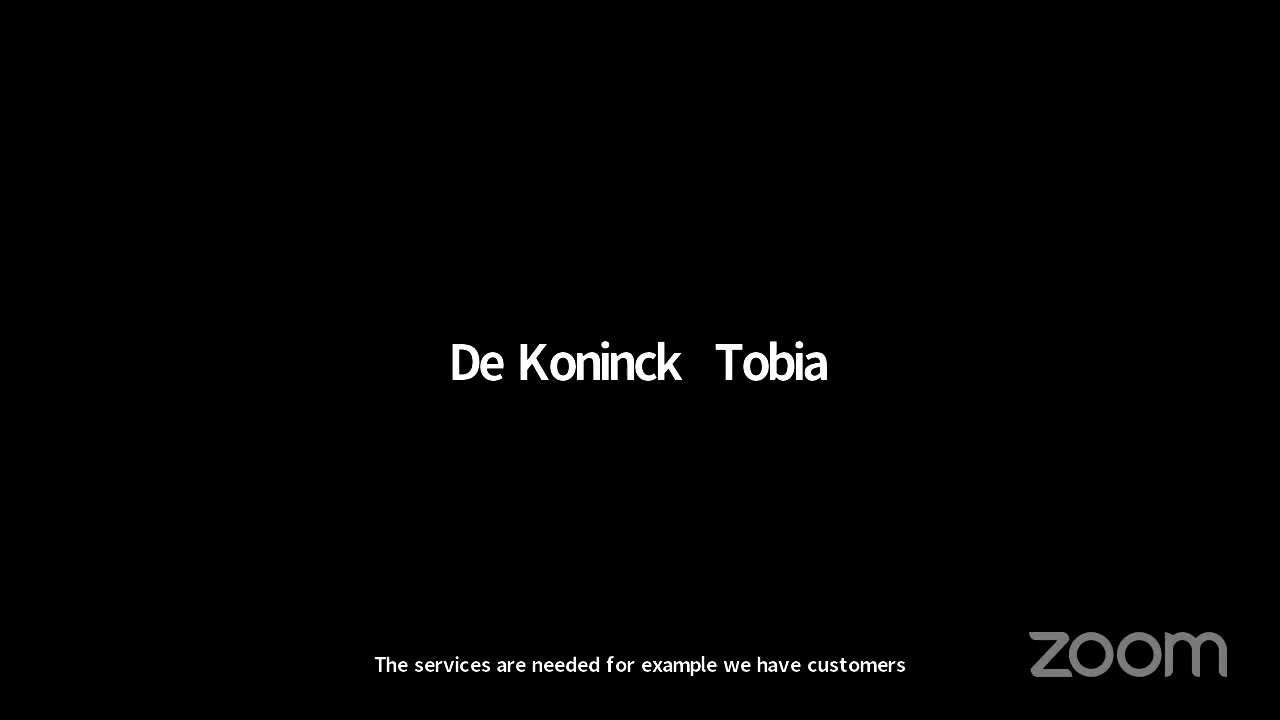 De Koninck Tobia
The services are needed for example we have customers
zoom